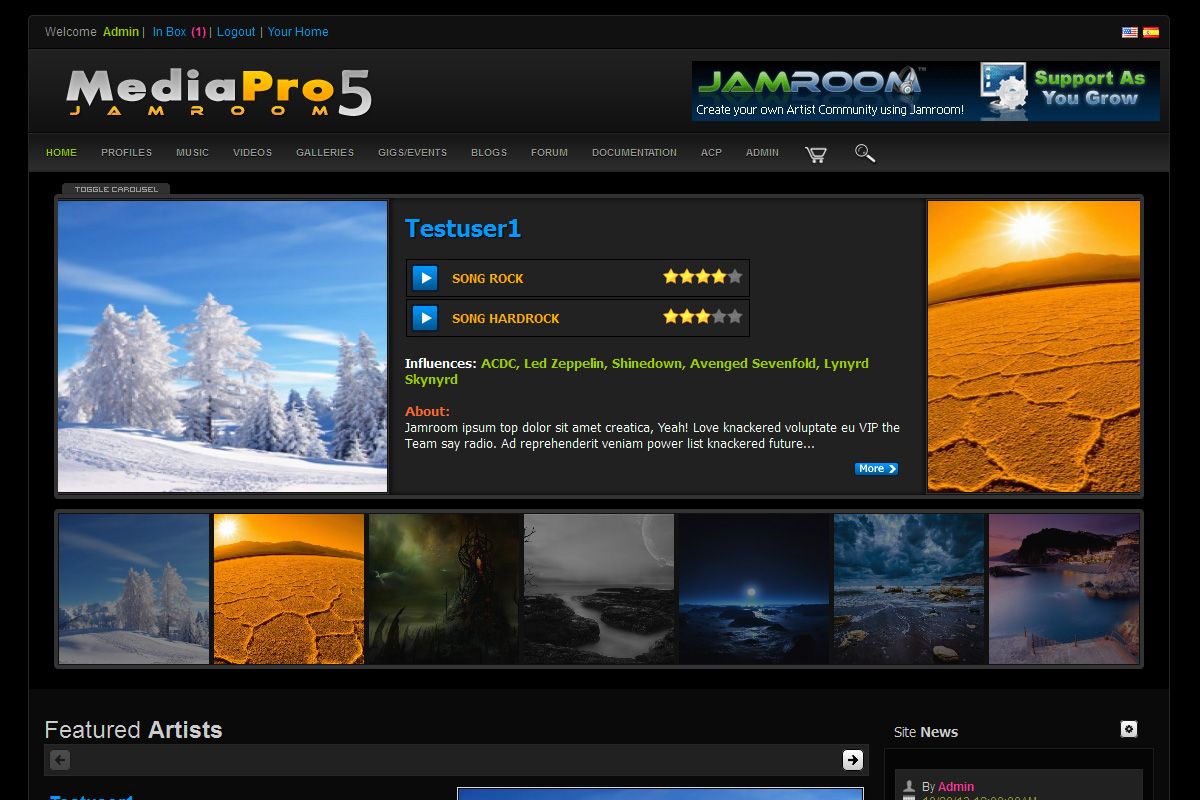 Welcome Admin | In Box (1) | Logout | Your Home
MediaPro5
JAMROOM
JAMROOM™
Create your own Artist Community using Jamroom!
Support As
You Grow
HOME PROFILES MUSIC VIDEOS GALLERIES GIGS/EVENTS BLOGS FORUM DOCUMENTATION ACP ADMIN
TOGGLE CAROUSEL
Testuser1
SONG ROCK
SONG HARDROCK
Influences: ACDC, Led Zeppelin, Shinedown, Avenged Sevenfold, Lynyrd
Skynyrd
About:
Jamroom ipsum top dolor sit amet creatica, Yeah! Love knackered voluptate eu VIP the
Team say radio. Ad reprehenderit veniam power list knackered future...
More
Featured Artists
Site News
By Admin
Testuser1